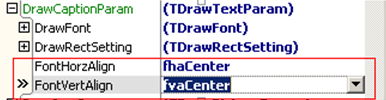 DrawCaptionParam (TDrawTextParam)
DrawFont (TDrawFont)
DrawRectSetting (TDrawRectSetting)
FontHorzAlign fhaCenter
FontVertAlign fvaCenter